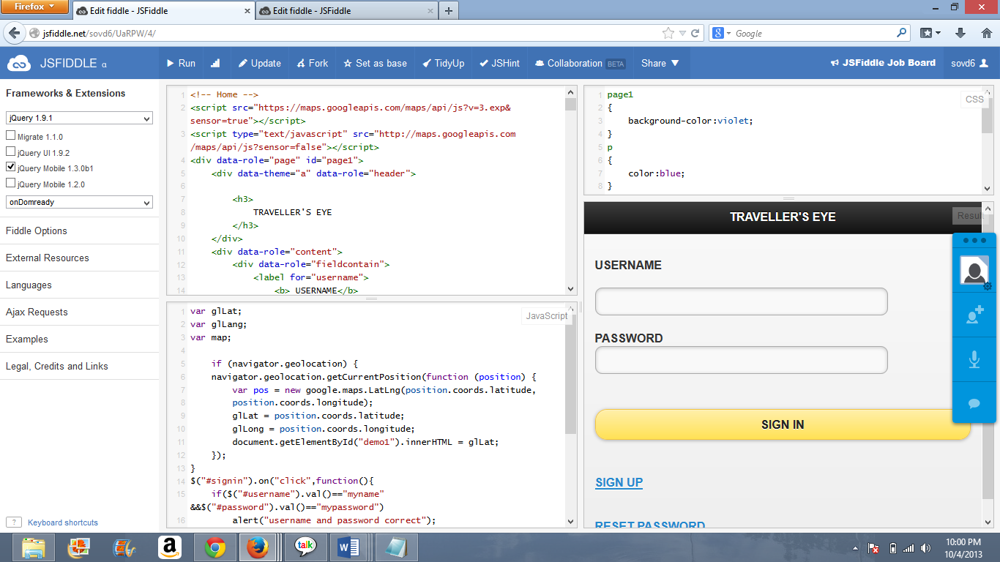 Firefox
Edit fiddle - JSFiddle
Edit fiddle - JSFiddle
jsfiddle.net/sovd6/UaRPW/4/
Google
JSFIDDLE α
Run
Update
Fork
Set as base
TidyUp
JSHint
Collaboration BETA
Share
JSFiddle Job Board
sovd6
Frameworks & Extensions
jQuery 1.9.1
Migrate 1.1.0
jQuery UI 1.9.2
jQuery Mobile 1.3.0b1
jQuery Mobile 1.2.0
onDomready
Fiddle Options
External Resources
Languages
Ajax Requests
Examples
Legal, Credits and Links
? Keyboard shortcuts
1 <!-- Home -->
2 <script src="https://maps.googleapis.com/maps/api/js?v=3.exp&
sensor=true"></script>
3 <script type="text/javascript" src="http://maps.googleapis.com
/maps/api/js?sensor=false"></script>
4 <div data-role="page" id="page1">
5 <div data-theme="a" data-role="header">
6
7 <h3>
8 TRAVELLER'S EYE
9 </h3>
10 </div>
11 <div data-role="content">
12 <div data-role="fieldcontain">
13 <label for="username">
14 <b> USERNAME</b>
JavaScript
1 var glLat;
2 var glLang;
3 var map;
4
5 if (navigator.geolocation) {
6 navigator.geolocation.getCurrentPosition(function (position) {
7 var pos = new google.maps.LatLng(position.coords.latitude,
8 position.coords.longitude);
9 glLat = position.coords.latitude;
10 glLong = position.coords.longitude;
11 document.getElementById("demo1").innerHTML = glLat;
12 });
13 }
14 $("#signin").on("click",function(){
15 if($("#username").val()=="myname"
&&$("#password").val()=="mypassword")
16 alert("username and password correct");
CSS
1 page1
2 {
3 background-color:violet;
4 }
5 p
6 {
7 color:blue;
8 }
Result
TRAVELLER'S EYE
USERNAME
PASSWORD
SIGN IN
SIGN UP
RESET PASSWORD
talk
10:00 PM
10/4/2013